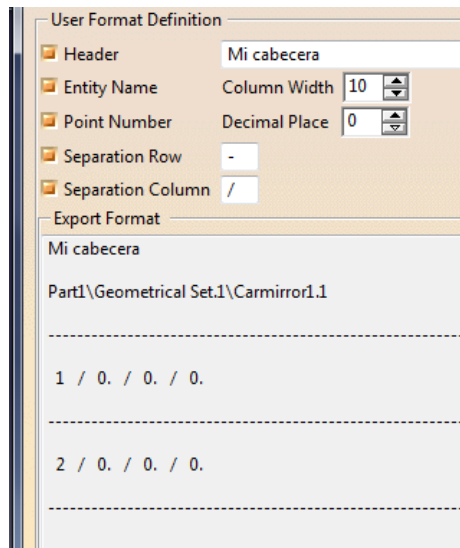 User Format Definition
Header Mi cabecera
Entity Name Column Width 10
Point Number Decimal Place 0
Separation Row -
Separation Column /
Export Format
Mi cabecera
Part1\Geometrical Set.1\Carmirror1.1
------------------------------------------------------------
1 / 0. / 0. / 0.
------------------------------------------------------------
2 / 0. / 0. / 0.
------------------------------------------------------------